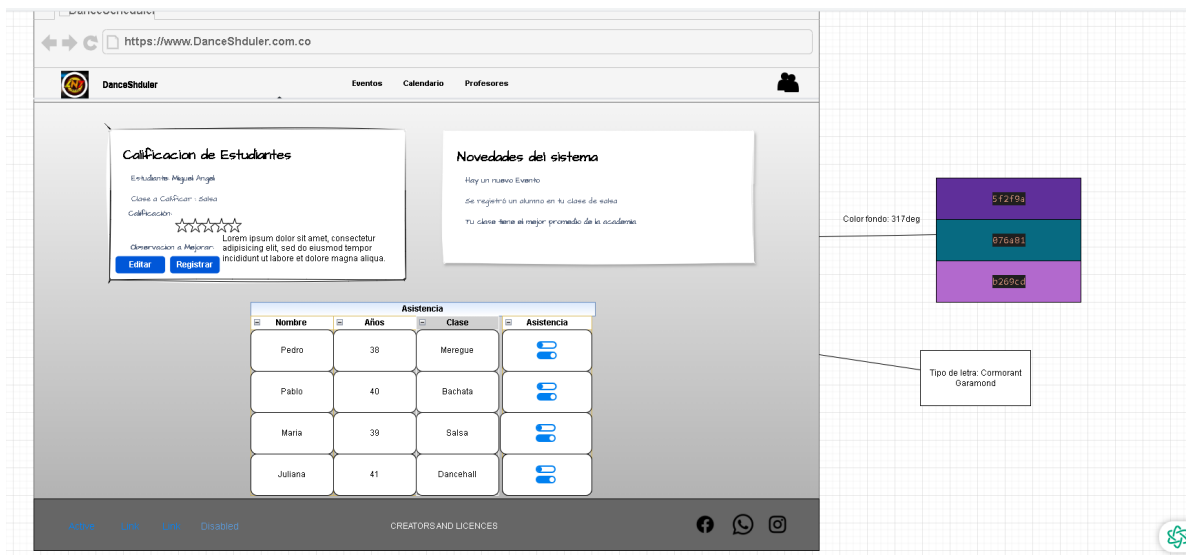 DanceScheduler
https://www.DanceShduler.com.co
DanceShduler
Eventos
Calendario
Profesores
Calificacion de Estudiantes
Estudiante: Miguel Angel
Clase a Calificar : Salsa
Calificación:
Observacion a Mejorar:
Lorem ipsum dolor sit amet, consectetur
adipisicing elit, sed do eiusmod tempor
incididunt ut labore et dolore magna aliqua.
Editar
Registrar
Novedades del sistema
Hay un nuevo Evento
Se registró un alumno en tu clase de salsa
Tu clase tiene el mejor promedio de la academia
Color fondo: 317deg
5f2f9a
076a81
b269cd
Tipo de letra: Cormorant
Garamond
Asistencia
Nombre Años Clase Asistencia
Pedro 38 Meregue
Pablo 40 Bachata
Maria 39 Salsa
Juliana 41 Dancehall
Disabled
CREATORS AND LICENCES